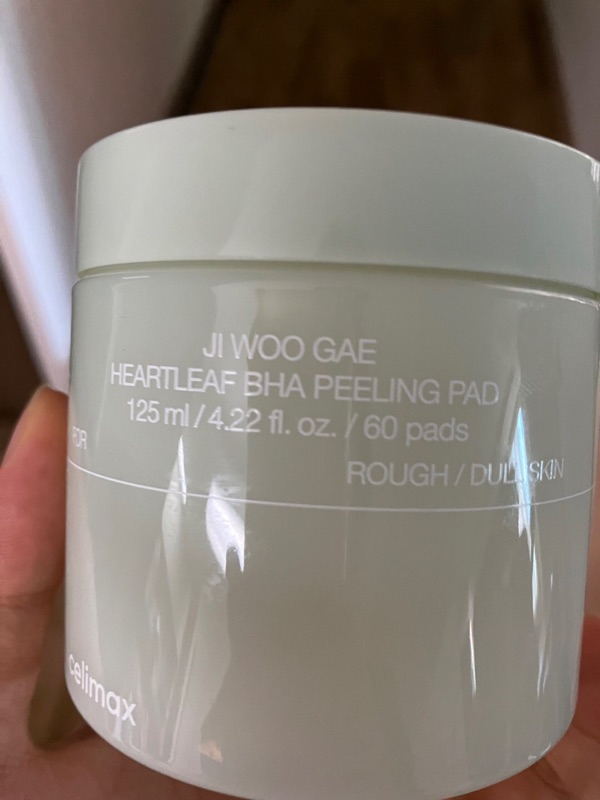 JI WOO GAE
HEARTLEAF BHA PEELING PAD
125 ml / 4.22 fl. oz. / 60 pads
FOR
ROUGH / DULL SKIN
celimax